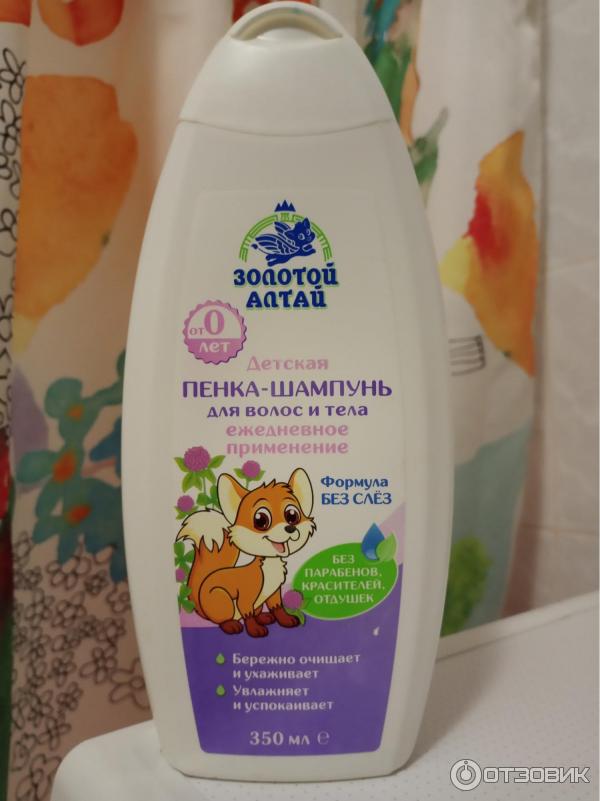 ЗОЛОТОЙ
АЛТАЙ
от 0
лет
Детская
ПЕНКА-ШАМПУНЬ
для волос и тела
ежедневное
применение
Формула
БЕЗ СЛЁЗ
БЕЗ
ПАРАБЕНОВ,
КРАСИТЕЛЕЙ,
ОТДУШЕК
Бережно очищает
и ухаживает
Увлажняет
и успокаивает
350 мл ℮
ОТЗОВИК